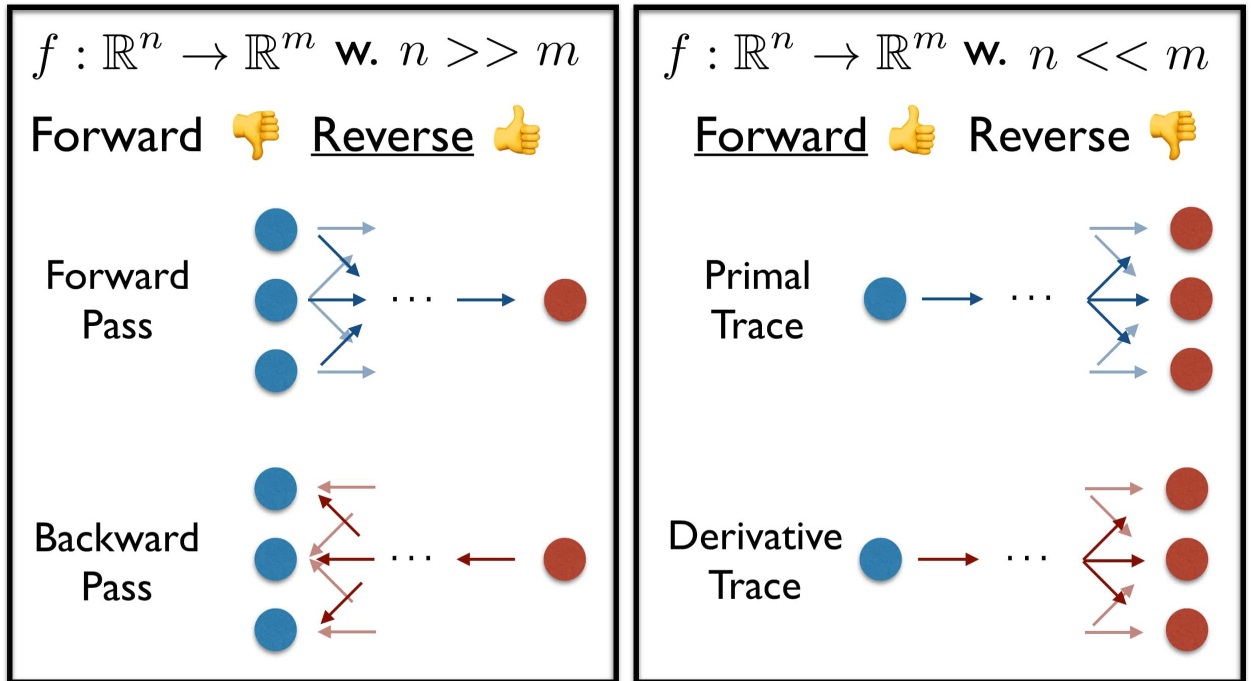 f : ℝⁿ → ℝᵐ w. n >> m
Forward 👎 Reverse 👍
Forward
Pass
...
Backward
Pass
...
f : ℝⁿ → ℝᵐ w. n << m
Forward 👍 Reverse 👎
Primal
Trace
...
Derivative
Trace
...